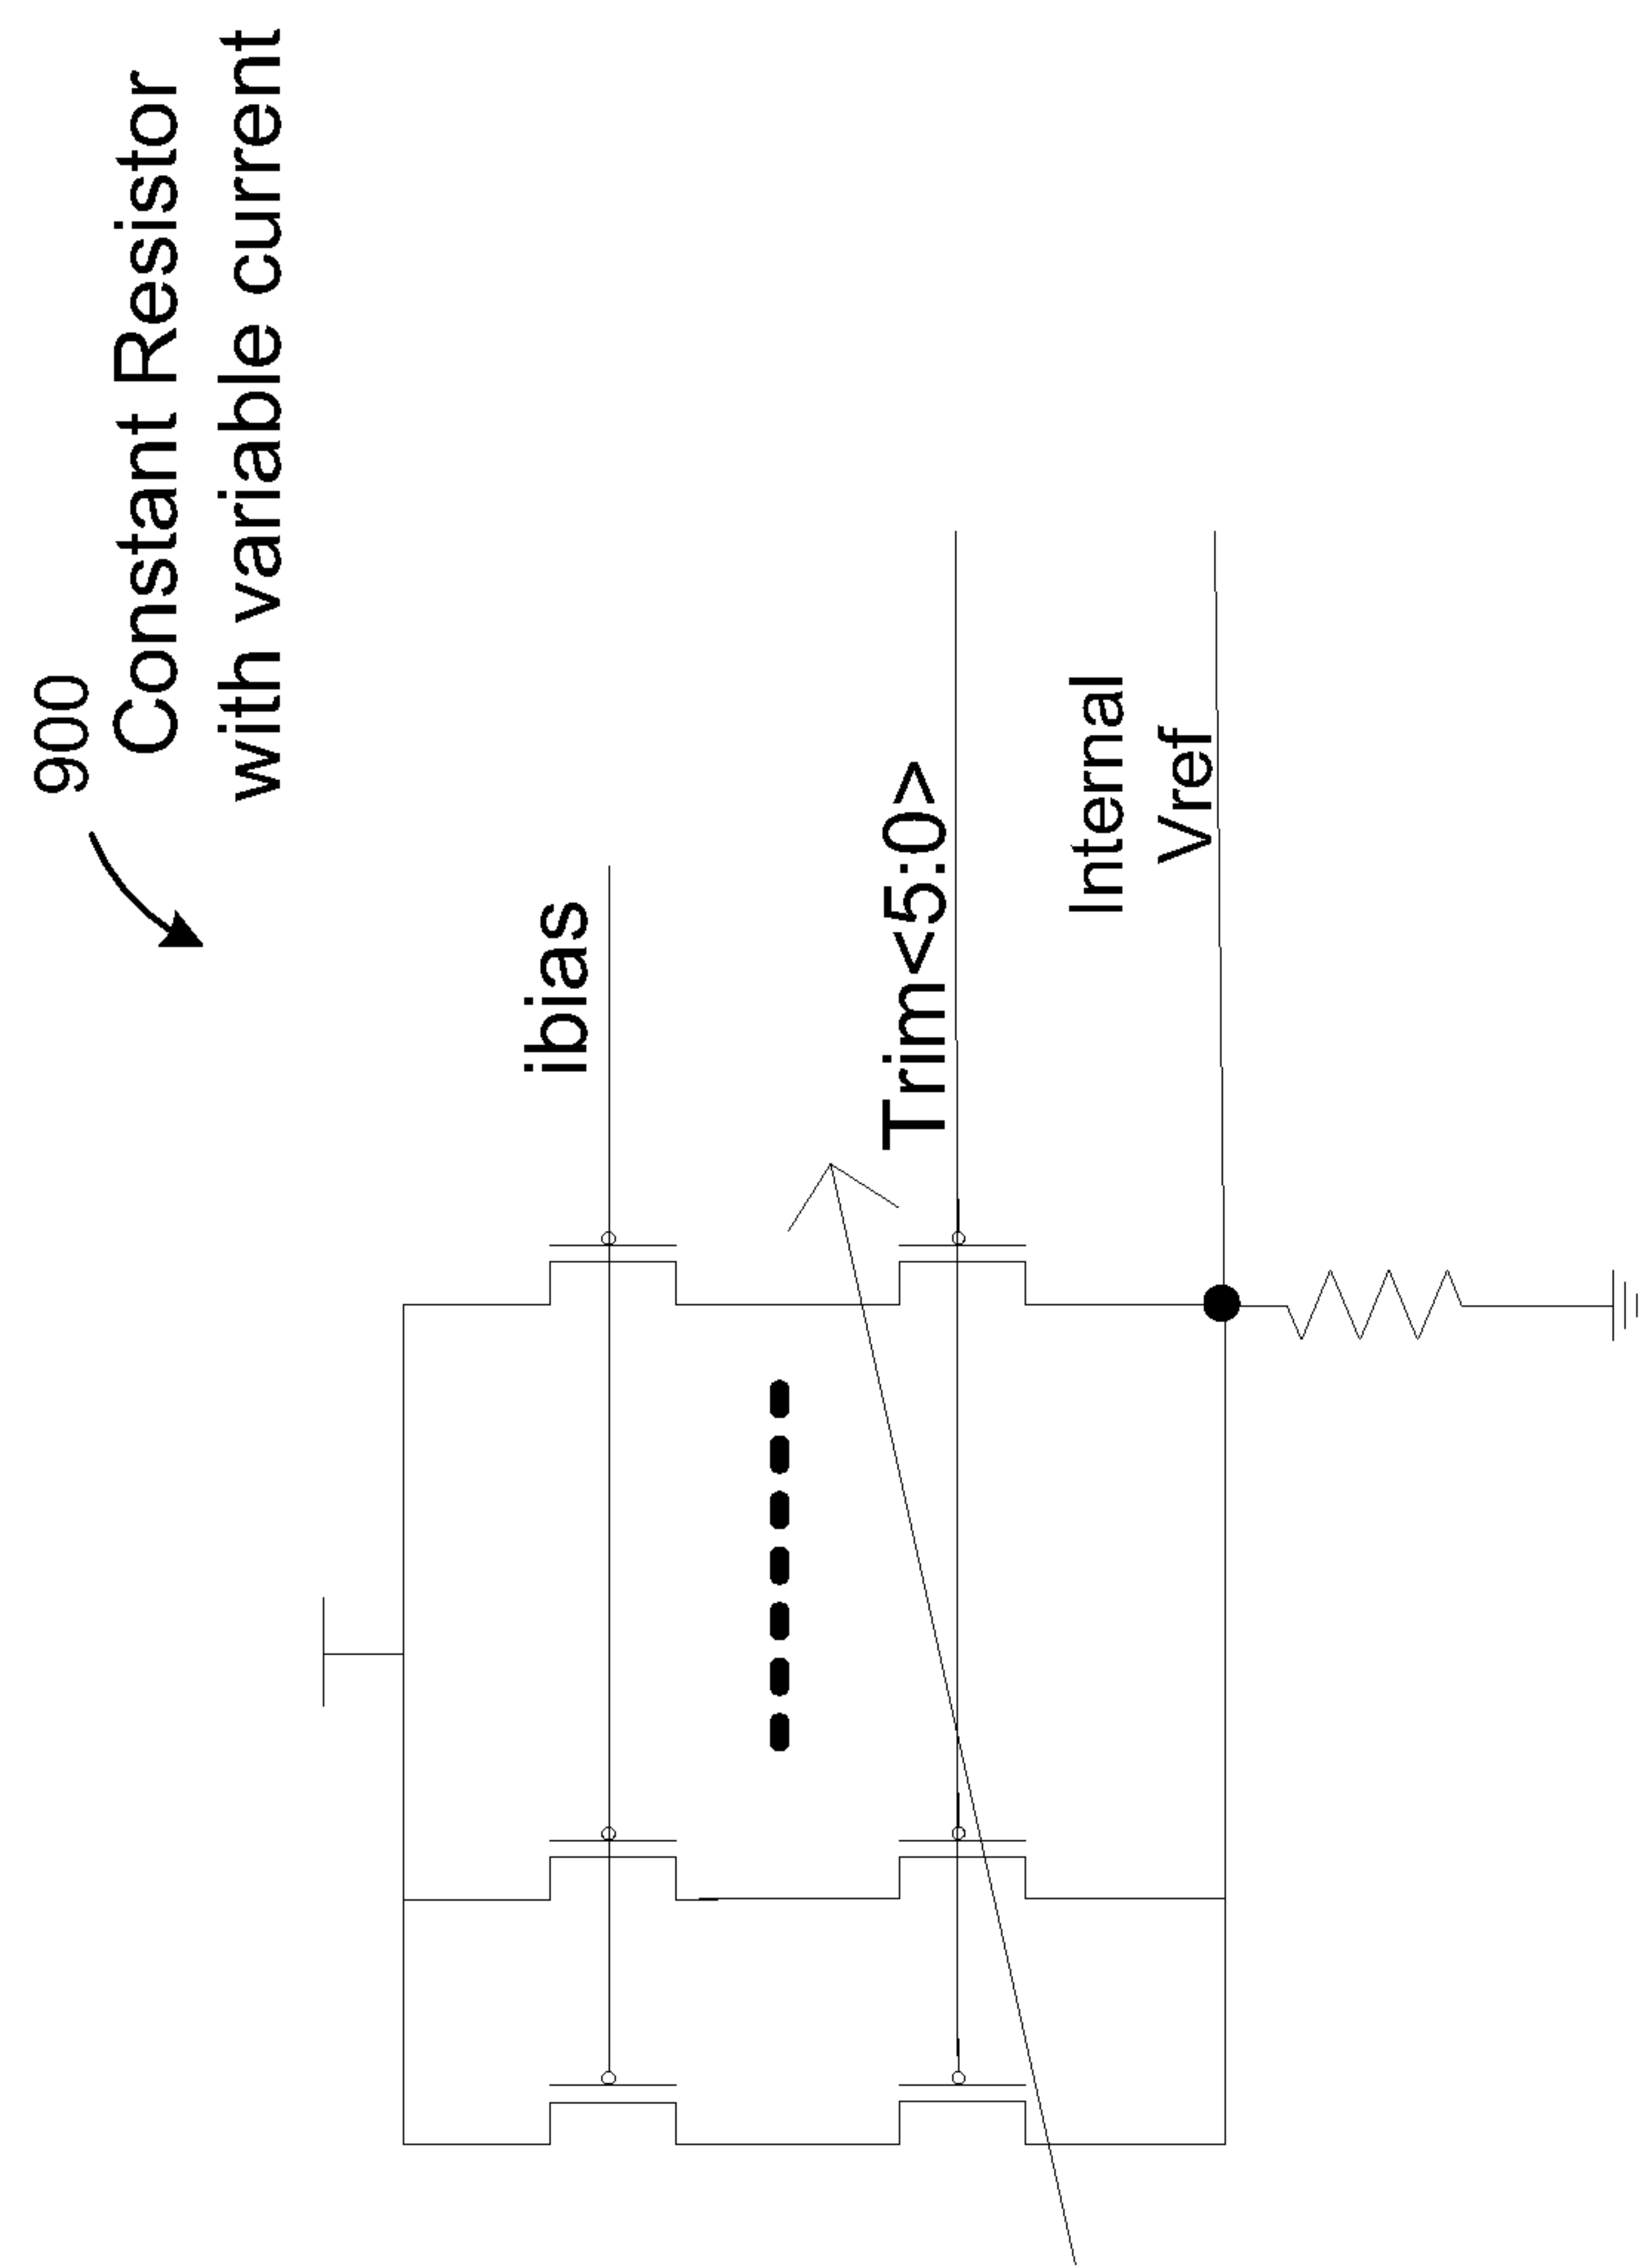 900
Constant Resistor
with variable current
ibias
Trim<5:0>
Internal
Vref